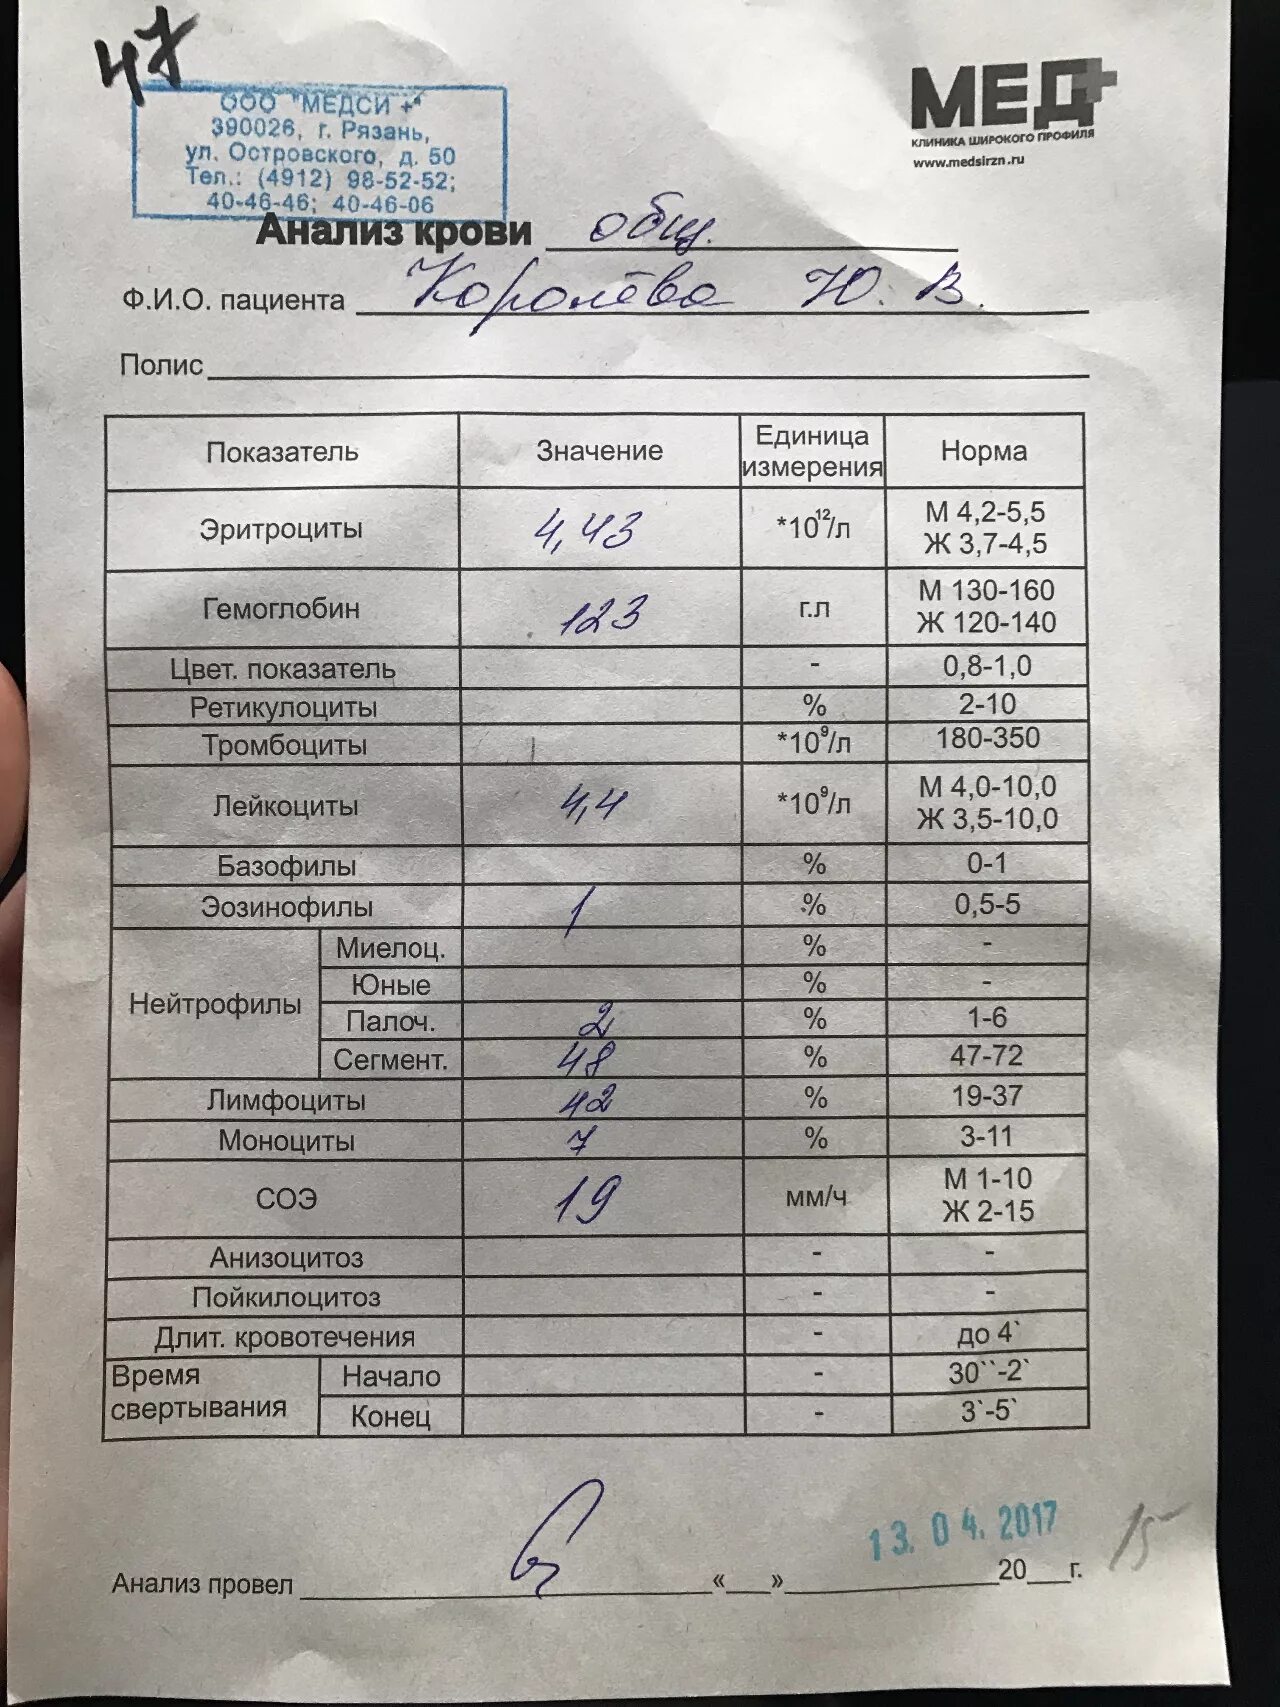 47
ООО "МЕДСИ +"
390026, г. Рязань,
ул. Островского, д. 50
Тел.: (4912) 98-52-52;
40-46-46; 40-46-06
МЕД+
КЛИНИКА ШИРОКОГО ПРОФИЛЯ
www.medsirzn.ru
Анализ крови общ.
Ф.И.О. пациента Королёва Ю. В.
Полис
Показатель Значение Единица измерения Норма
Эритроциты 4,43 *10¹²/л М 4,2-5,5 Ж 3,7-4,5
Гемоглобин 123 г.л М 130-160 Ж 120-140
Цвет. показатель - 0,8-1,0
Ретикулоциты % 2-10
Тромбоциты *10⁹/л 180-350
Лейкоциты 4,4 *10⁹/л М 4,0-10,0 Ж 3,5-10,0
Базофилы % 0-1
Эозинофилы 1 % 0,5-5
Нейтрофилы
Миелоц. % -
Юные % -
Палоч. 2 % 1-6
Сегмент. 48 % 47-72
Лимфоциты 42 % 19-37
Моноциты 7 % 3-11
СОЭ 19 мм/ч М 1-10 Ж 2-15
Анизоцитоз - -
Пойкилоцитоз - -
Длит. кровотечения - до 4`
Время свертывания
Начало - 30``-2`
Конец - 3`-5`
13. 04. 2017
15
Анализ провел «___»___20___г.